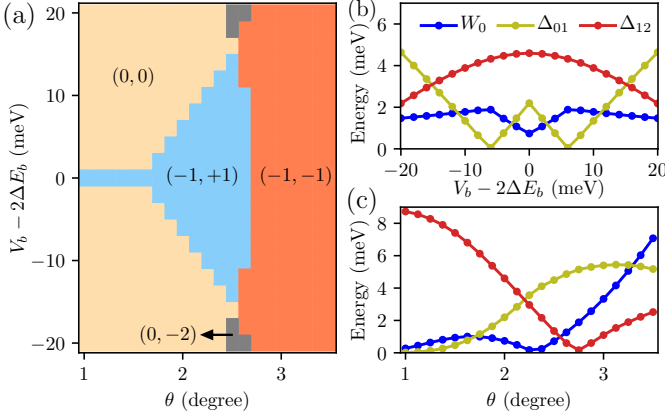 (a)
20
10
0
−10
−20
V_b − 2ΔE_b (meV)
(0, 0)
(−1, +1)
(−1, −1)
(0, −2)
1
2
3
θ (degree)
(b)
W_0
Δ_01
Δ_12
6
4
2
0
Energy (meV)
−20
−10
0
10
20
V_b − 2ΔE_b (meV)
(c)
8
6
4
2
0
Energy (meV)
1
2
3
θ (degree)